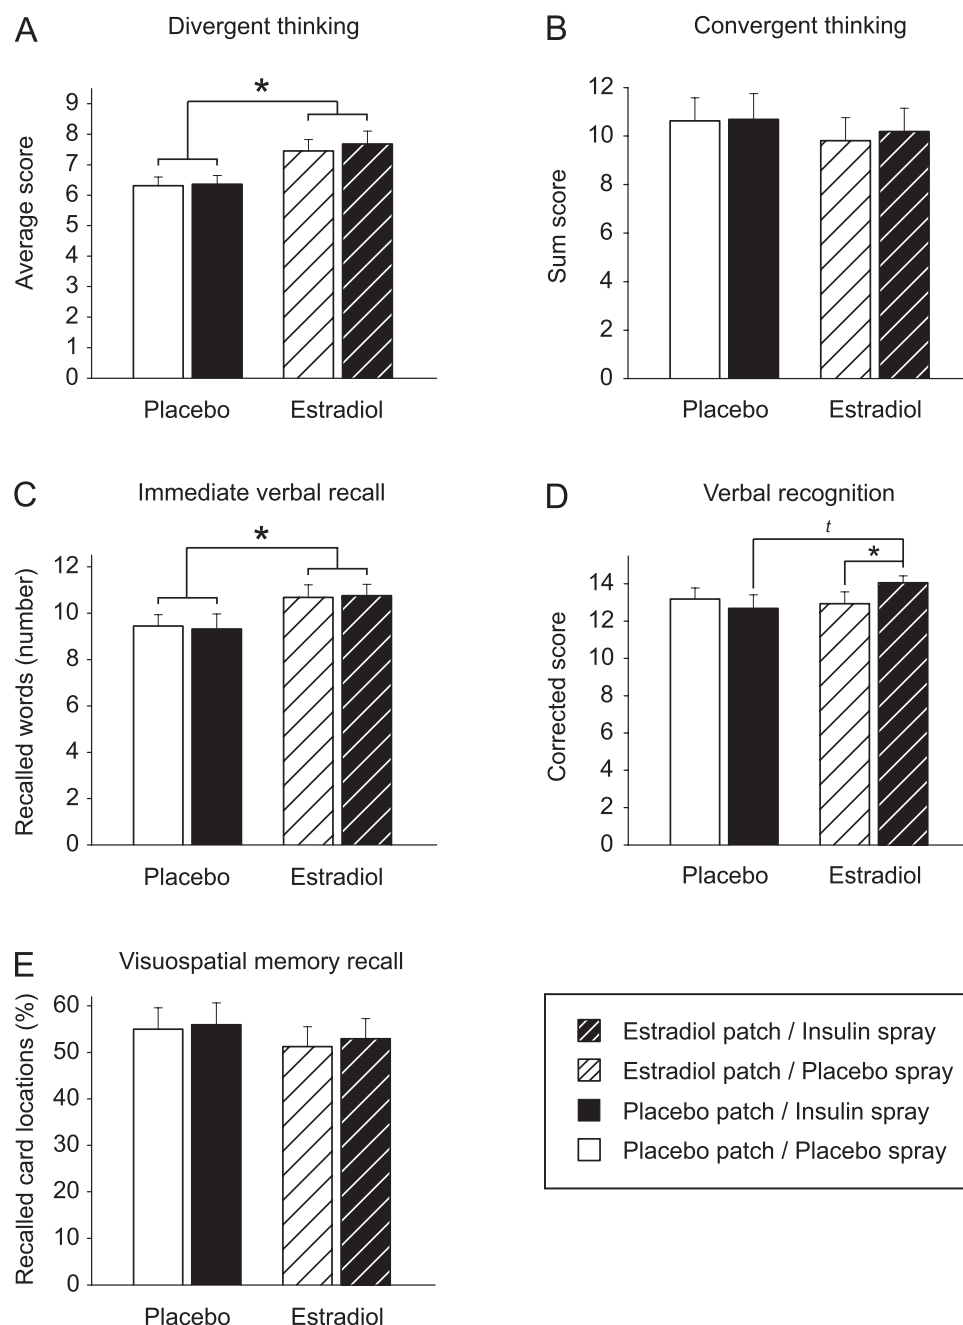 A
Divergent thinking
*
Average score
9
8
7
6
5
4
3
2
1
0
Placebo
Estradiol
B
Convergent thinking
Sum score
12
10
8
6
4
2
0
Placebo
Estradiol
C
Immediate verbal recall
*
Recalled words (number)
12
10
8
6
4
2
0
Placebo
Estradiol
D
Verbal recognition
t
*
Corrected score
14
12
10
8
6
4
2
0
Placebo
Estradiol
E
Visuospatial memory recall
Recalled card locations (%)
60
50
40
30
20
10
0
Placebo
Estradiol
Estradiol patch / Insulin spray
Estradiol patch / Placebo spray
Placebo patch / Insulin spray
Placebo patch / Placebo spray